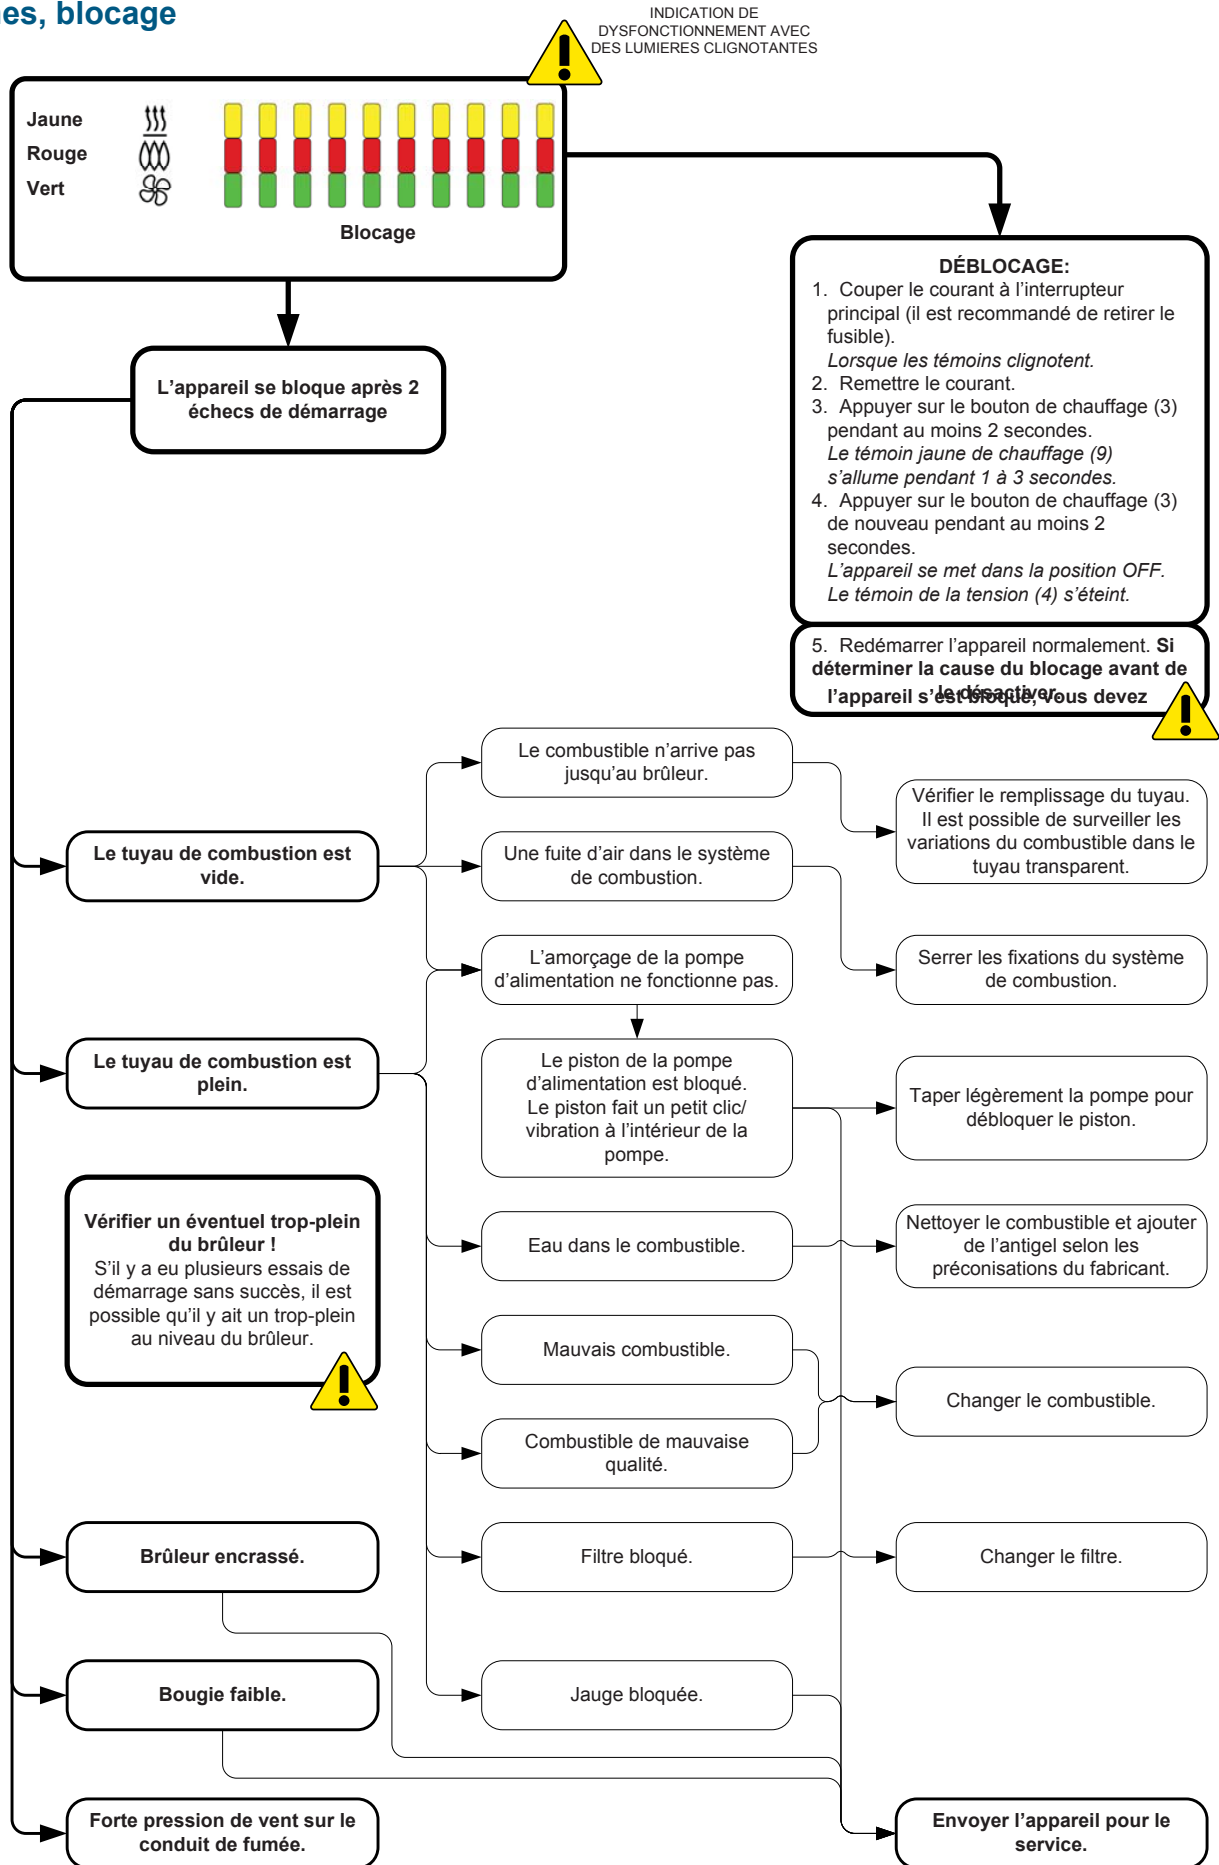 nes, blocage
INDICATION DE
DYSFONCTIONNEMENT AVEC
DES LUMIERES CLIGNOTANTES
Jaune
Rouge
Vert
Blocage
L’appareil se bloque après 2
échecs de démarrage
DÉBLOCAGE:
1. Couper le courant à l’interrupteur
principal (il est recommandé de retirer le
fusible).
Lorsque les témoins clignotent.
2. Remettre le courant.
3. Appuyer sur le bouton de chauffage (3)
pendant au moins 2 secondes.
Le témoin jaune de chauffage (9)
s’allume pendant 1 à 3 secondes.
4. Appuyer sur le bouton de chauffage (3)
de nouveau pendant au moins 2
secondes.
L’appareil se met dans la position OFF.
Le témoin de la tension (4) s’éteint.
5. Redémarrer l’appareil normalement. Si
déterminer la cause du blocage avant de
l’appareil s’est bloqué, vous devez
le désactiver.
Le combustible n’arrive pas
jusqu’au brûleur.
Vérifier le remplissage du tuyau.
Il est possible de surveiller les
variations du combustible dans le
tuyau transparent.
Le tuyau de combustion est
vide.
Une fuite d’air dans le système
de combustion.
L’amorçage de la pompe
d’alimentation ne fonctionne pas.
Serrer les fixations du système
de combustion.
Le tuyau de combustion est
plein.
Le piston de la pompe
d’alimentation est bloqué.
Le piston fait un petit clic/
vibration à l’intérieur de la
pompe.
Taper légèrement la pompe pour
débloquer le piston.
Vérifier un éventuel trop-plein
du brûleur !
S’il y a eu plusieurs essais de
démarrage sans succès, il est
possible qu’il y ait un trop-plein
au niveau du brûleur.
Eau dans le combustible.
Nettoyer le combustible et ajouter
de l’antigel selon les
préconisations du fabricant.
Mauvais combustible.
Changer le combustible.
Combustible de mauvaise
qualité.
Brûleur encrassé.
Filtre bloqué.
Changer le filtre.
Bougie faible.
Jauge bloquée.
Forte pression de vent sur le
conduit de fumée.
Envoyer l’appareil pour le
service.